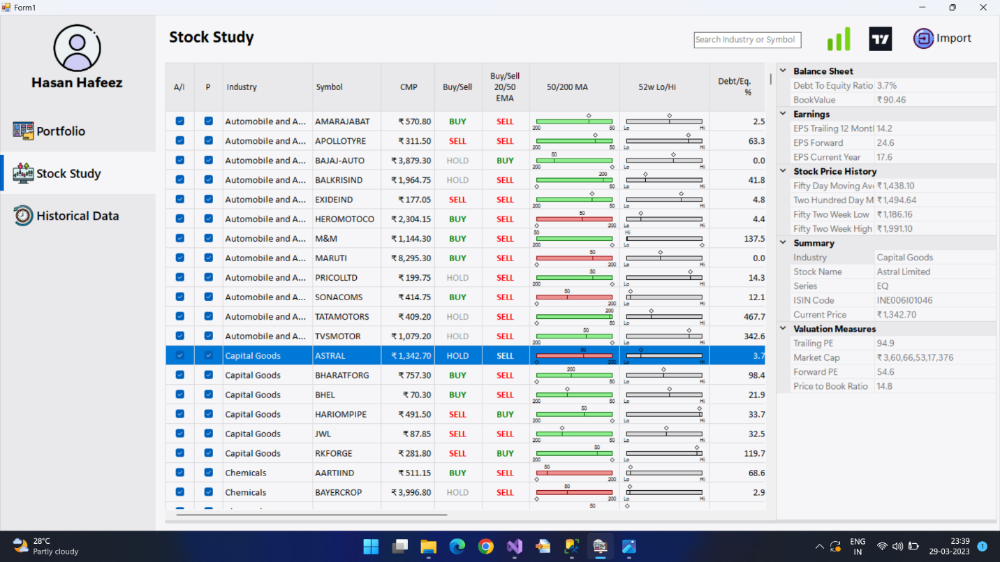 Form1
Hasan Hafeez
Portfolio
Stock Study
Historical Data
Stock Study
Search Industry or Symbol
Import
A/I P Industry Symbol CMP Buy/Sell Buy/Sell 20/50 EMA 50/200 MA 52w Lo/Hi Debt/Eq. %
Automobile and A... AMARAJABAT ₹ 570.80 BUY SELL 200 50 Lo Hi 2.5
Automobile and A... APOLLOTYRE ₹ 311.50 SELL SELL 200 50 Lo Hi 63.3
Automobile and A... BAJAJ-AUTO ₹ 3,879.30 HOLD BUY 50 200 Lo Hi 0.0
Automobile and A... BALKRISIND ₹ 1,964.75 HOLD SELL 200 50 Lo Hi 41.8
Automobile and A... EXIDEIND ₹ 177.05 SELL SELL 200 50 Lo Hi 4.8
Automobile and A... HEROMOTOCO ₹ 2,304.15 BUY SELL 50 200 Lo Hi 4.4
Automobile and A... M&M ₹ 1,144.30 BUY SELL 50 200 Hi Lo 137.5
Automobile and A... MARUTI ₹ 8,295.30 BUY SELL 50 200 Lo Hi 0.0
Automobile and A... PRICOLLTD ₹ 199.75 HOLD SELL 50 200 Lo Hi 14.3
Automobile and A... SONACOMS ₹ 414.75 BUY SELL 50 200 Lo Hi 12.1
Automobile and A... TATAMOTORS ₹ 409.20 HOLD SELL 200 50 Lo Hi 467.7
Automobile and A... TVSMOTOR ₹ 1,079.20 HOLD SELL 50 200 Lo Hi 342.6
Capital Goods ASTRAL ₹ 1,342.70 HOLD SELL 50 200 Lo Hi 3.7
Capital Goods BHARATFORG ₹ 757.30 BUY SELL 200 50 Lo Hi 98.4
Capital Goods BHEL ₹ 70.30 BUY SELL 200 50 Lo Hi 21.9
Capital Goods HARIOMPIPE ₹ 491.50 SELL BUY 50 200 Lo Hi 33.7
Capital Goods JWL ₹ 87.85 SELL SELL 200 50 Lo Hi 32.5
Capital Goods RKFORGE ₹ 281.80 SELL BUY 50 200 Lo Hi 119.7
Chemicals AARTIIND ₹ 511.15 BUY SELL 50 200 Lo Hi 68.6
Chemicals BAYERCROP ₹ 3,996.80 HOLD SELL 50 200 Lo Hi 2.9
50
Balance Sheet
Debt To Equity Ratio 3.7%
BookValue ₹ 90.46
Earnings
EPS Trailing 12 Montl 14.2
EPS Forward 24.6
EPS Current Year 17.6
Stock Price History
Fifty Day Moving Ave ₹ 1,438.10
Two Hundred Day M ₹ 1,494.64
Fifty Two Week Low ₹ 1,186.16
Fifty Two Week High ₹ 1,991.10
Summary
Industry Capital Goods
Stock Name Astral Limited
Series EQ
ISIN Code INE006I01046
Current Price ₹ 1,342.70
Valuation Measures
Trailing PE 94.9
Market Cap ₹ 3,60,66,53,17,376
Forward PE 54.6
Price to Book Ratio 14.8
28°C
Partly cloudy
ENG
IN
23:39
29-03-2023
1